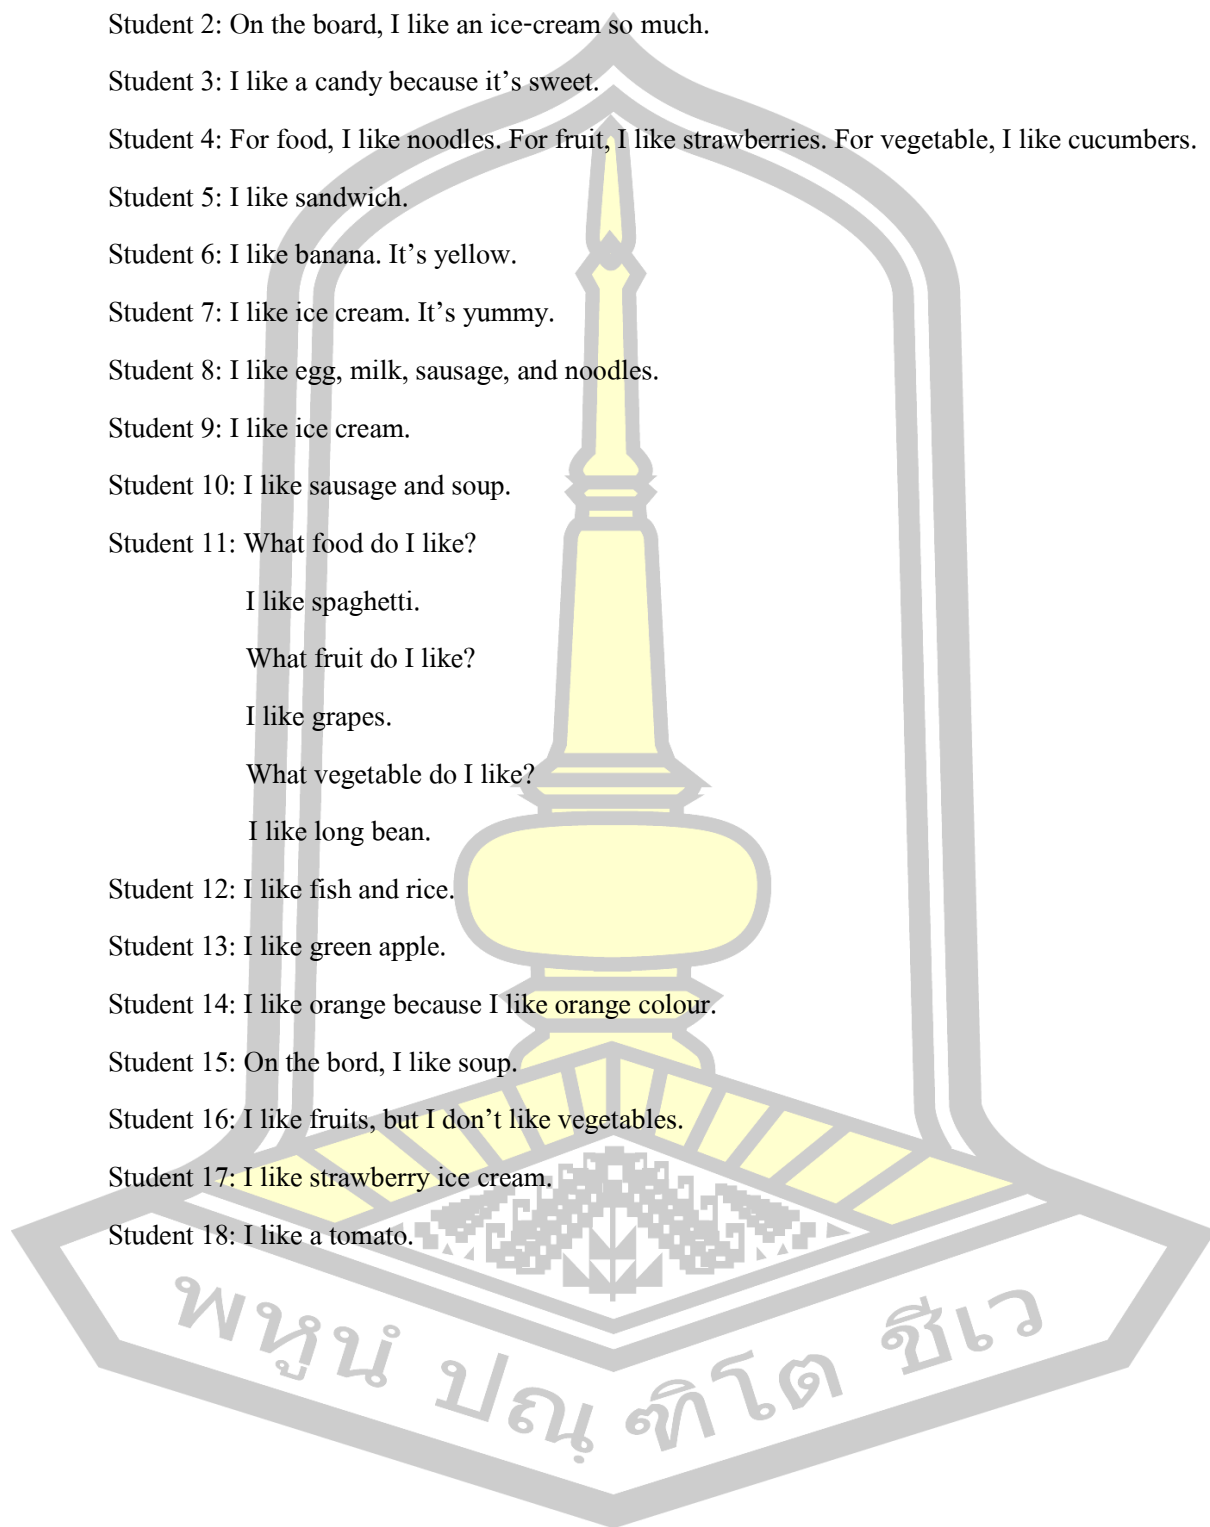 Student 2: On the board, I like an ice-cream so much.
Student 3: I like a candy because it’s sweet.
Student 4: For food, I like noodles. For fruit, I like strawberries. For vegetable, I like cucumbers.
Student 5: I like sandwich.
Student 6: I like banana. It’s yellow.
Student 7: I like ice cream. It’s yummy.
Student 8: I like egg, milk, sausage, and noodles.
Student 9: I like ice cream.
Student 10: I like sausage and soup.
Student 11: What food do I like?
I like spaghetti.
What fruit do I like?
I like grapes.
What vegetable do I like?
I like long bean.
Student 12: I like fish and rice.
Student 13: I like green apple.
Student 14: I like orange because I like orange colour.
Student 15: On the bord, I like soup.
Student 16: I like fruits, but I don’t like vegetables.
Student 17: I like strawberry ice cream.
Student 18: I like a tomato.
พหูนํ ปณฺฑิโต ชีเว